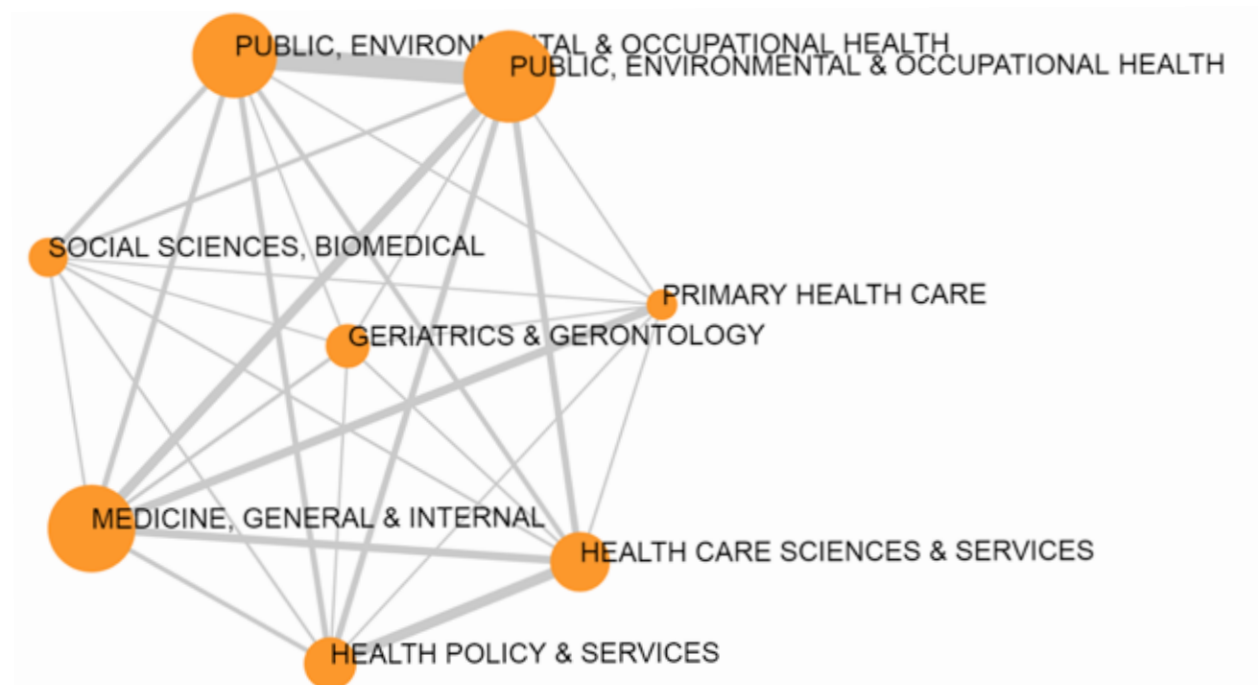 PUBLIC, ENVIRONMENTAL & OCCUPATIONAL HEALTH
PUBLIC, ENVIRONMENTAL & OCCUPATIONAL HEALTH
SOCIAL SCIENCES, BIOMEDICAL
PRIMARY HEALTH CARE
GERIATRICS & GERONTOLOGY
MEDICINE, GENERAL & INTERNAL
HEALTH CARE SCIENCES & SERVICES
HEALTH POLICY & SERVICES